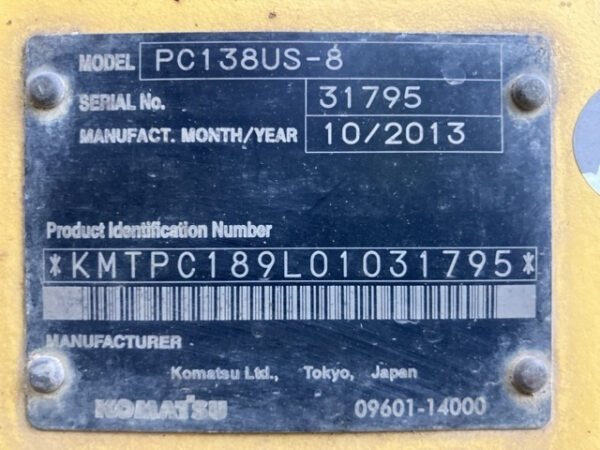 MODEL PC138US-8
SERIAL No. 31795
MANUFACT. MONTH/YEAR 10/2013
Product Identification Number
*KMTPC189L01031795*
MANUFACTURER
Komatsu Ltd., Tokyo, Japan
KOMATSU 09601-14000